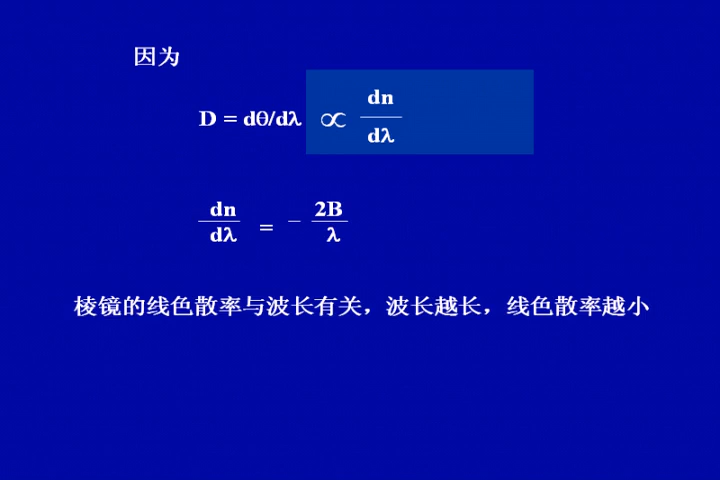 因为
D = dθ/dλ ∝ dn/dλ
dn/dλ = - 2B/λ
棱镜的线色散率与波长有关，波长越长，线色散率越小